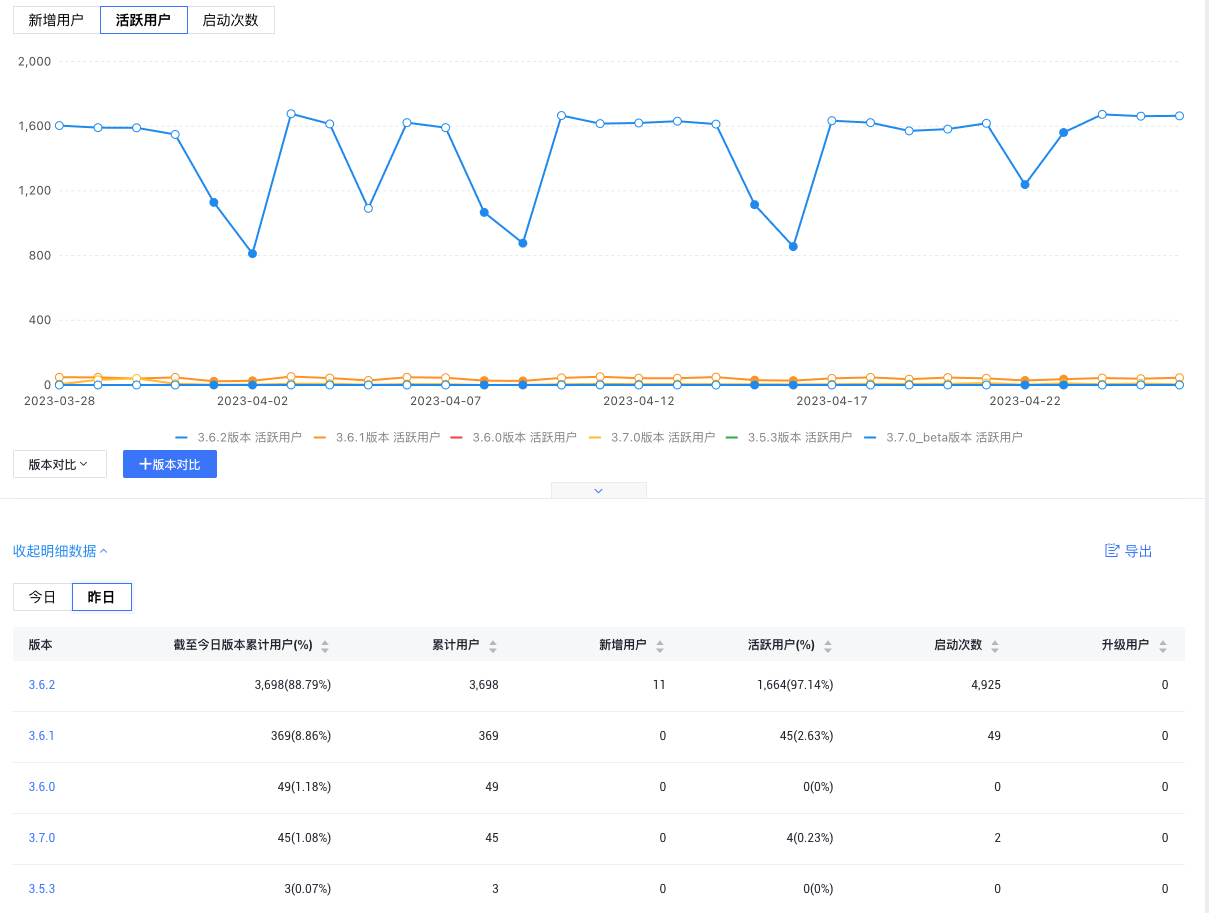 新增用户 活跃用户 启动次数
2,000
1,600
1,200
800
400
0
2023-03-28 2023-04-02 2023-04-07 2023-04-12 2023-04-17 2023-04-22
3.6.2版本 活跃用户 3.6.1版本 活跃用户 3.6.0版本 活跃用户 3.7.0版本 活跃用户 3.5.3版本 活跃用户 3.7.0_beta版本 活跃用户
版本对比 +版本对比
收起明细数据 导出
今日 昨日
版本 截至今日版本累计用户(%) 累计用户 新增用户 活跃用户(%) 启动次数 升级用户
3.6.2 3,698(88.79%) 3,698 11 1,664(97.14%) 4,925 0
3.6.1 369(8.86%) 369 0 45(2.63%) 49 0
3.6.0 49(1.18%) 49 0 0(0%) 0 0
3.7.0 45(1.08%) 45 0 4(0.23%) 2 0
3.5.3 3(0.07%) 3 0 0(0%) 0 0